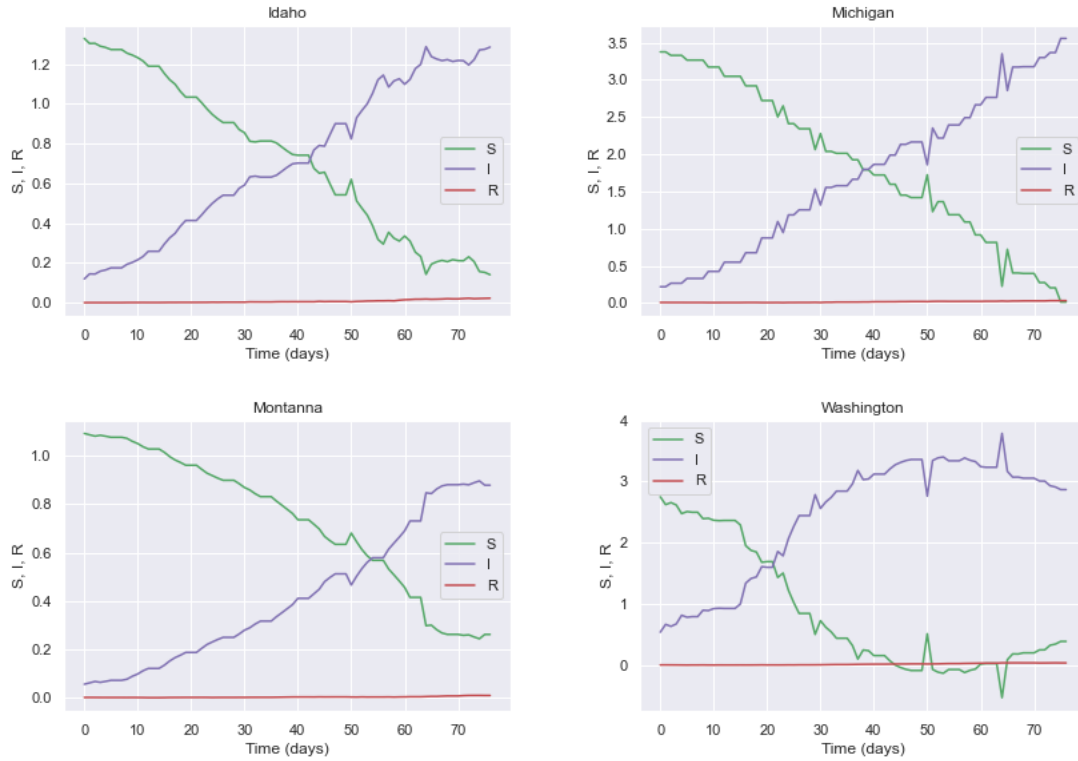 Idaho
S, I, R
1.2
1.0
0.8
0.6
0.4
0.2
0.0
S
I
R
0 10 20 30 40 50 60 70
Time (days)
Michigan
S, I, R
3.5
3.0
2.5
2.0
1.5
1.0
0.5
0.0
S
I
R
0 10 20 30 40 50 60 70
Time (days)
Montanna
S, I, R
1.0
0.8
0.6
0.4
0.2
0.0
S
I
R
0 10 20 30 40 50 60 70
Time (days)
Washington
S, I, R
4
3
2
1
0
S
I
R
0 10 20 30 40 50 60 70
Time (days)